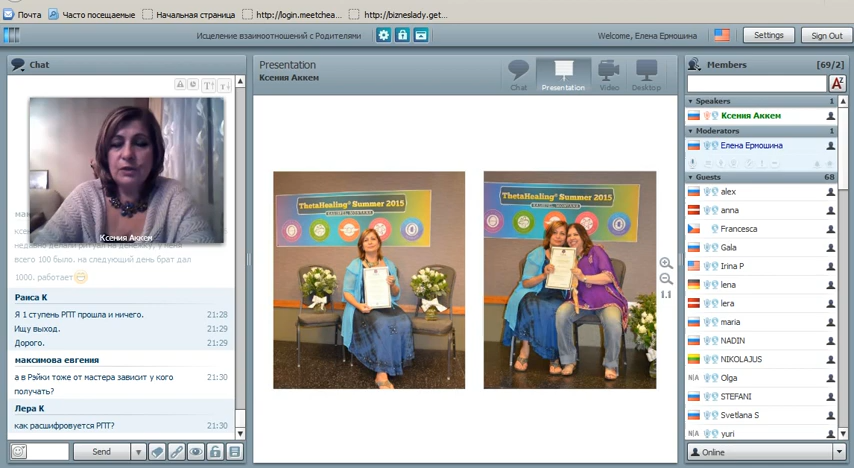 Почта
Часто посещаемые
Начальная страница
http://login.meetchea...
http://bizneslady.get...
Исцеление взаимоотношений с Родителями
Welcome, Елена Ермошина
Settings
Sign Out
Chat
Ксения Аккем
всего 100 было, на следующий день брат дал
1000. работает
Раиса К
Я 1 ступень РПТ прошла и ничего. 21:28
Ищу выход. 21:29
Дорого. 21:29
максимова евгения
а в Рэйки тоже от мастера зависит у кого 21:30
получать?
Лера К
как расшифровуется РПТ? 21:30
Send
Presentation
Ксения Аккем
Chat
Presentation
Video
Desktop
ThetaHealing® Summer 2015
ThetaHealing® Summer 2015
1:1
Members [69/2]
Speakers 1
Ксения Аккем
Moderators 1
Елена Ермошина
Guests 68
alex
anna
Francesca
Gala
Irina P
lena
lera
maria
NADIN
NIKOLAJUS
N/A Olga
STEFANI
Svetlana S
N/A yuri
Online